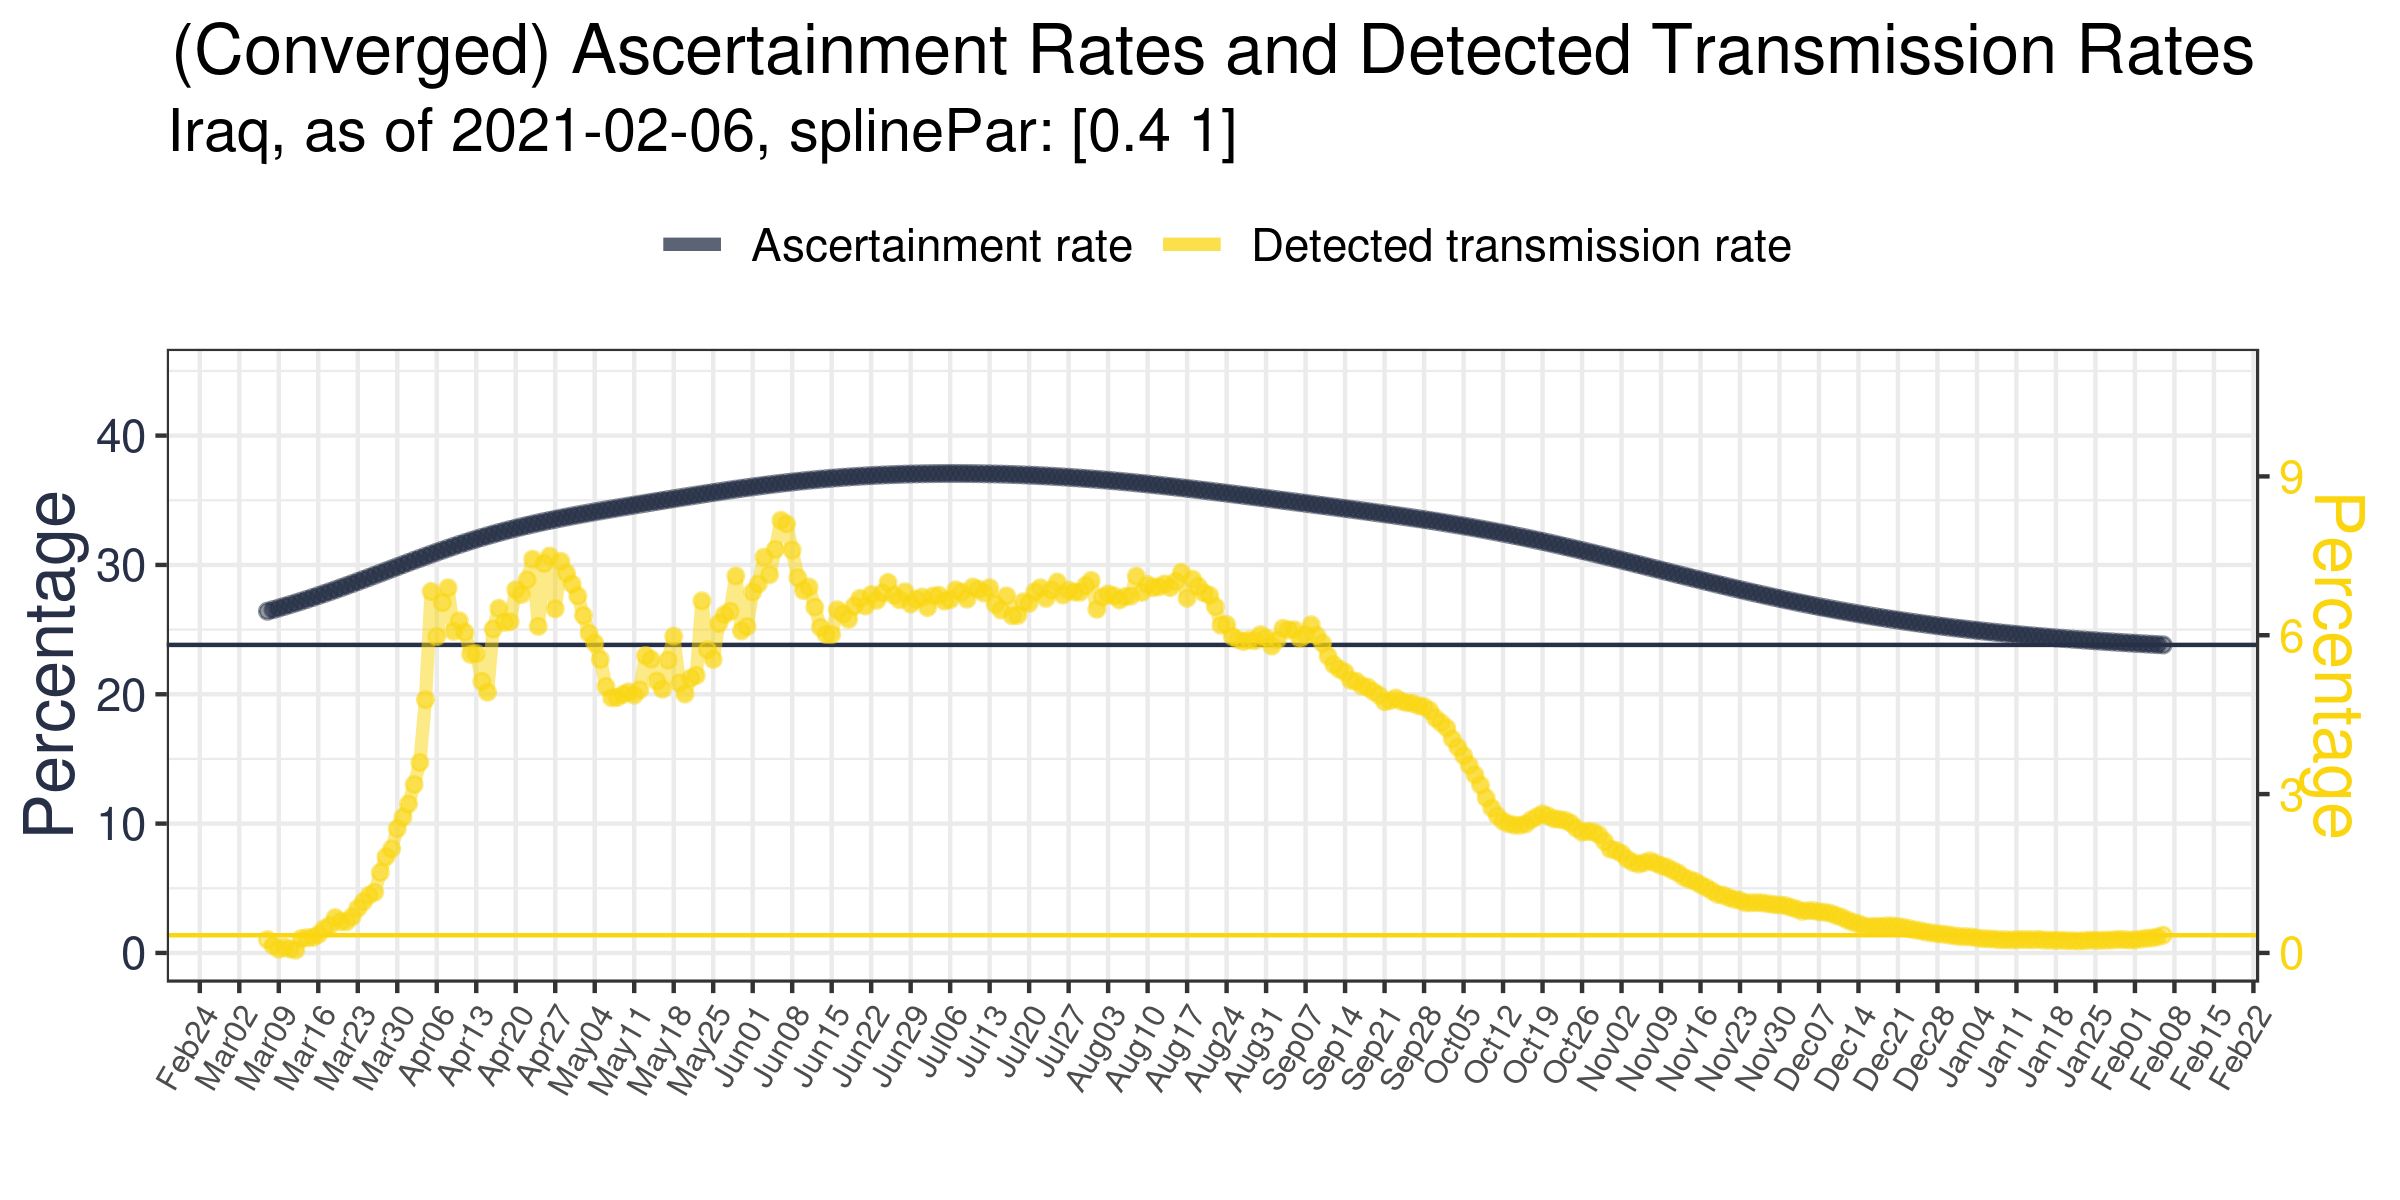 (Converged) Ascertainment Rates and Detected Transmission Rates
Iraq, as of 2021-02-06, splinePar: [0.4 1]
Ascertainment rate
Detected transmission rate
Percentage
40
30
20
10
0
9
6
3
0
Percentage
Feb24
Mar02
Mar09
Mar16
Mar23
Mar30
Apr06
Apr13
Apr20
Apr27
May04
May11
May18
May25
Jun01
Jun08
Jun15
Jun22
Jun29
Jul06
Jul13
Jul20
Jul27
Aug03
Aug10
Aug17
Aug24
Aug31
Sep07
Sep14
Sep21
Sep28
Oct05
Oct12
Oct19
Oct26
Nov02
Nov09
Nov16
Nov23
Nov30
Dec07
Dec14
Dec21
Dec28
Jan04
Jan11
Jan18
Jan25
Feb01
Feb08
Feb15
Feb22